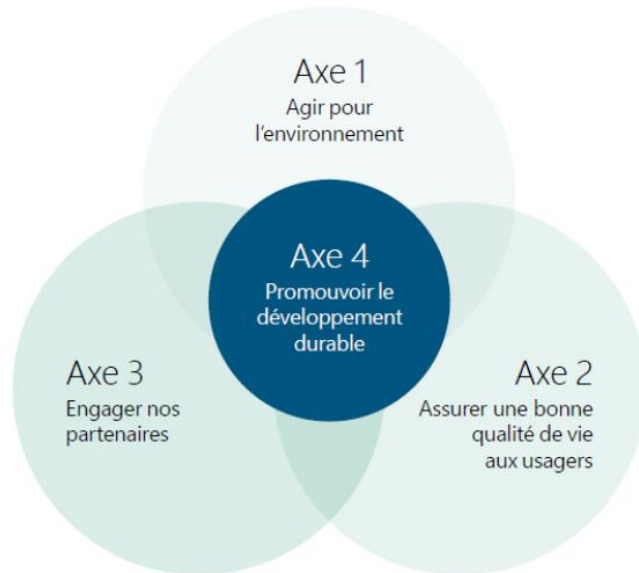 Axe 1
Agir pour
l'environnement
Axe 4
Promouvoir le
développement
durable
Axe 3
Engager nos
partenaires
Axe 2
Assurer une bonne
qualité de vie
aux usagers